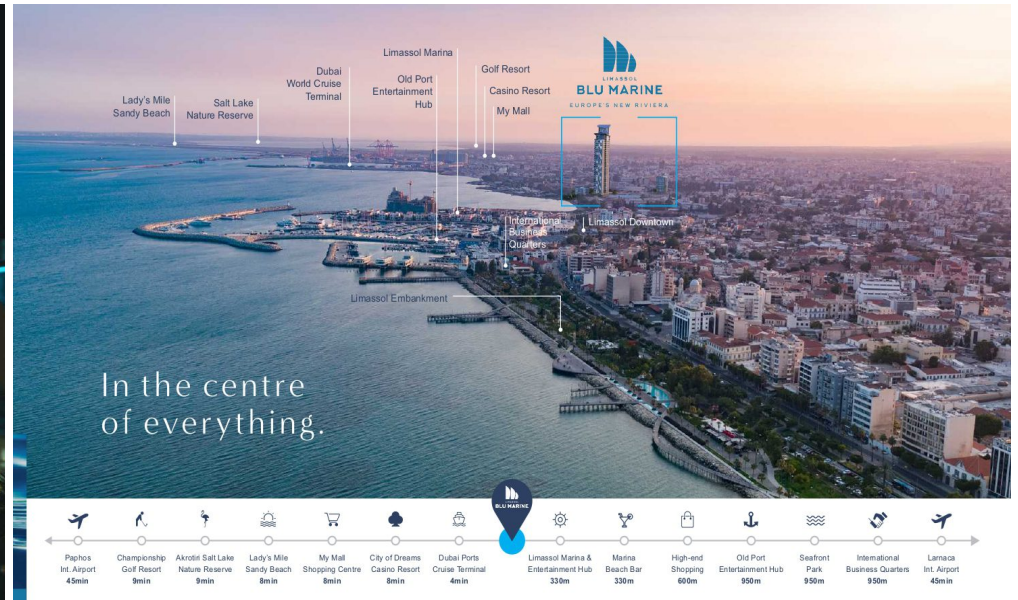 Limassol Marina
Golf Resort
Dubai
World Cruise
Terminal
Old Port
Entertainment
Hub
Casino Resort
My Mall
Lady's Mile
Sandy Beach
Salt Lake
Nature Reserve
LIMASSOL
BLU MARINE
EUROPE'S NEW RIVIERA
International
Business
Quarters
Limassol Downtown
Limassol Embankment
In the centre
of everything.
BLU MARINE
Paphos
Int. Airport
45min
Championship
Golf Resort
9min
Akrotiri Salt Lake
Nature Reserve
9min
Lady's Mile
Sandy Beach
8min
My Mall
Shopping Centre
8min
City of Dreams
Casino Resort
8min
Dubai Ports
Cruise Terminal
4min
Limassol Marina &
Entertainment Hub
330m
Marina
Beach Bar
330m
High-end
Shopping
600m
Old Port
Entertainment Hub
950m
Seafront
Park
950m
International
Business Quarters
950m
Larnaca
Int. Airport
45min